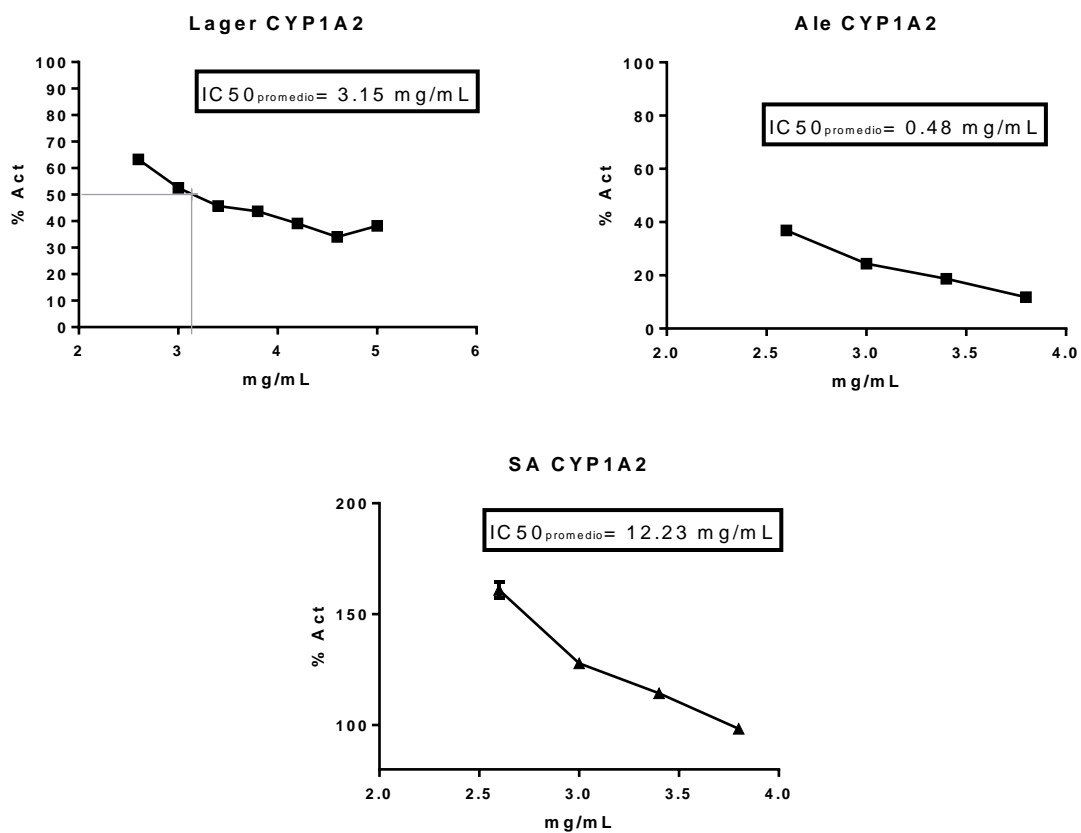 Lager CYP1A2
IC50promedio= 3.15 mg/mL
100
90
80
70
60
50
40
30
20
10
0
% Act
2 3 4 5 6
mg/mL
Ale CYP1A2
IC50promedio= 0.48 mg/mL
100
80
60
40
20
0
% Act
2.0 2.5 3.0 3.5 4.0
mg/mL
SA CYP1A2
IC50promedio= 12.23 mg/mL
200
150
100
% Act
2.0 2.5 3.0 3.5 4.0
mg/mL